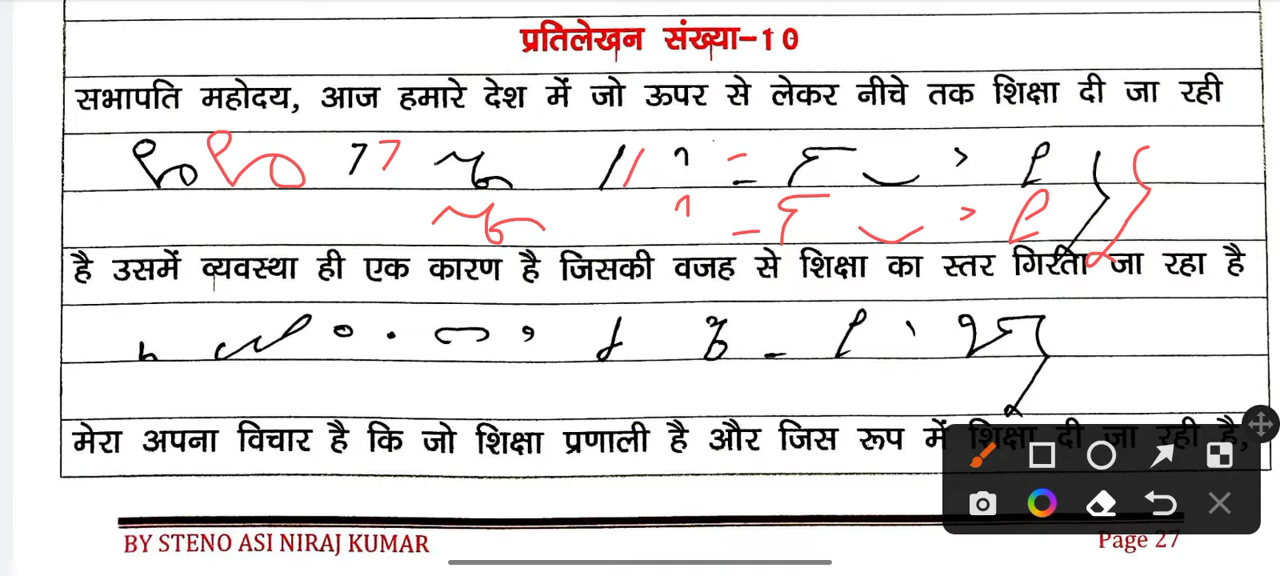 प्रतिलेखन संख्या-10
सभापति महोदय, आज हमारे देश में जो ऊपर से लेकर नीचे तक शिक्षा दी जा रही
है उसमें व्यवस्था ही एक कारण है जिसकी वजह से शिक्षा का स्तर गिरता जा रहा है
मेरा अपना विचार है कि जो शिक्षा प्रणाली है और जिस रूप में शिक्षा दी जा रही है,
BY STENO ASI NIRAJ KUMAR
Page 27